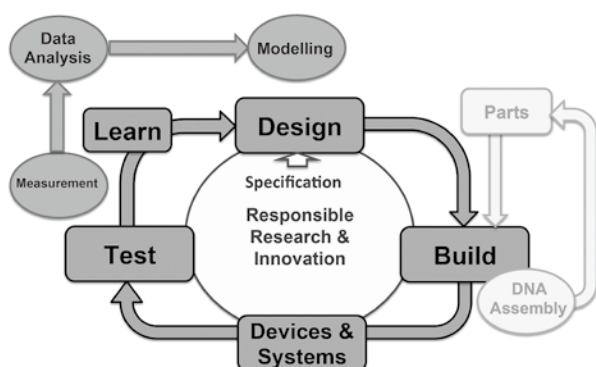 Data
Analysis
Modelling
Learn
Design
Parts
Measurement
Specification
Responsible
Research &
Innovation
Test
Build
DNA
Assembly
Devices &
Systems